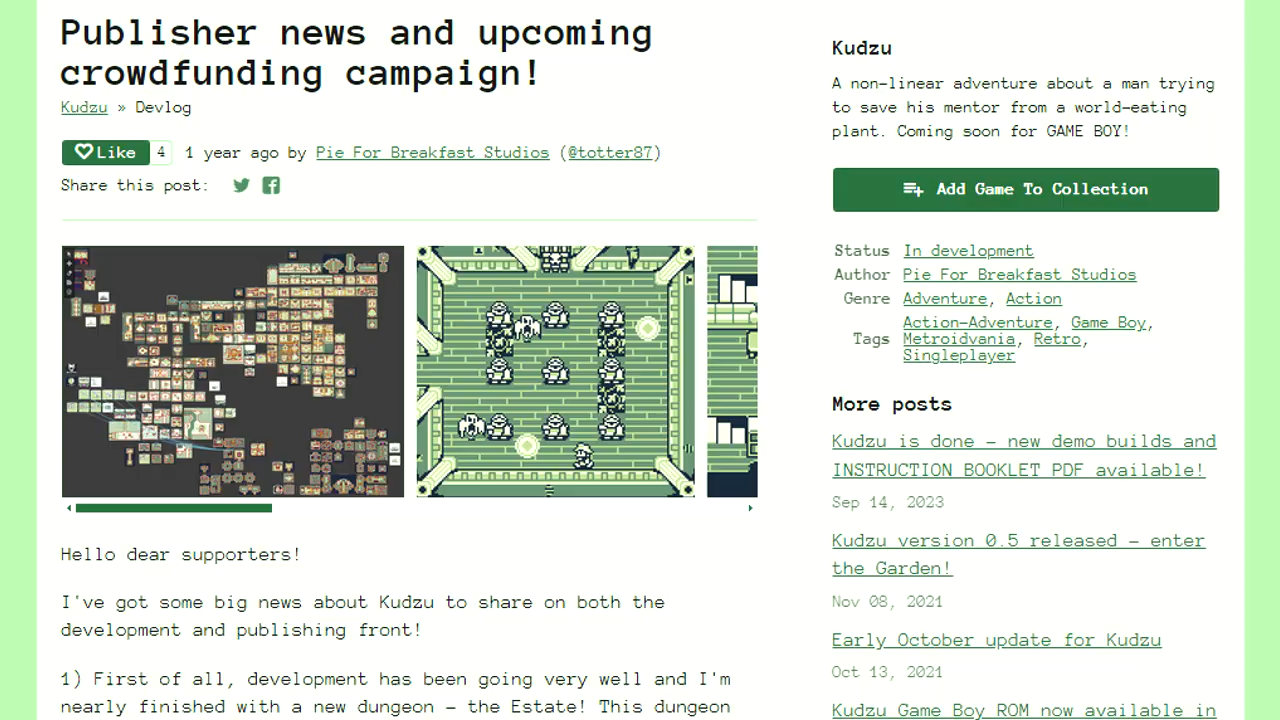 Publisher news and upcoming
crowdfunding campaign!
Kudzu » Devlog
Like 4 1 year ago by Pie For Breakfast Studios (@totter87)
Share this post:
Hello dear supporters!
I've got some big news about Kudzu to share on both the
development and publishing front!
1) First of all, development has been going very well and I'm
nearly finished with a new dungeon – the Estate! This dungeon
Kudzu
A non-linear adventure about a man trying
to save his mentor from a world-eating
plant. Coming soon for GAME BOY!
Add Game To Collection
Status In development
Author Pie For Breakfast Studios
Genre Adventure, Action
Tags Action-Adventure, Game Boy,
Metroidvania, Retro,
Singleplayer
More posts
Kudzu is done – new demo builds and
INSTRUCTION BOOKLET PDF available!
Sep 14, 2023
Kudzu version 0.5 released – enter
the Garden!
Nov 08, 2021
Early October update for Kudzu
Oct 13, 2021
Kudzu Game Boy ROM now available in